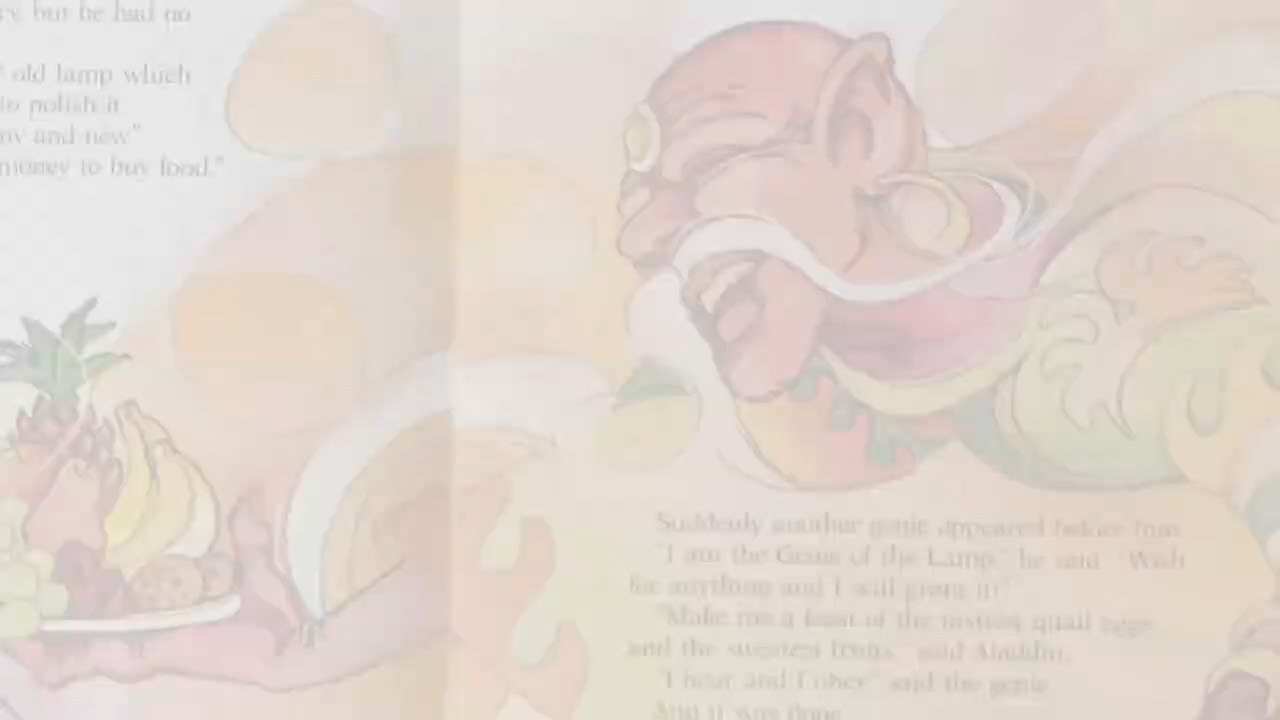 but he had no
old lamp which
to polish it
and new"
money to buy food."
Suddenly another genie appeared before him.
"I am the Genie of the Lamp," he said. "Wish
for anything and I will grant it!"
"Make me a feast of the tastiest quail eggs
and the sweetest fruits," said Aladdin.
"I hear and I obey," said the genie.
And it was done.